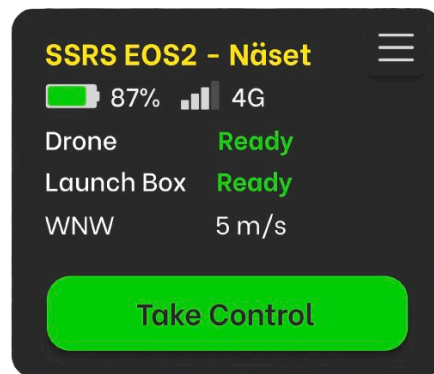 SSRS EOS2 - Näset
87% 4G
Drone Ready
Launch Box Ready
WNW 5 m/s
Take Control